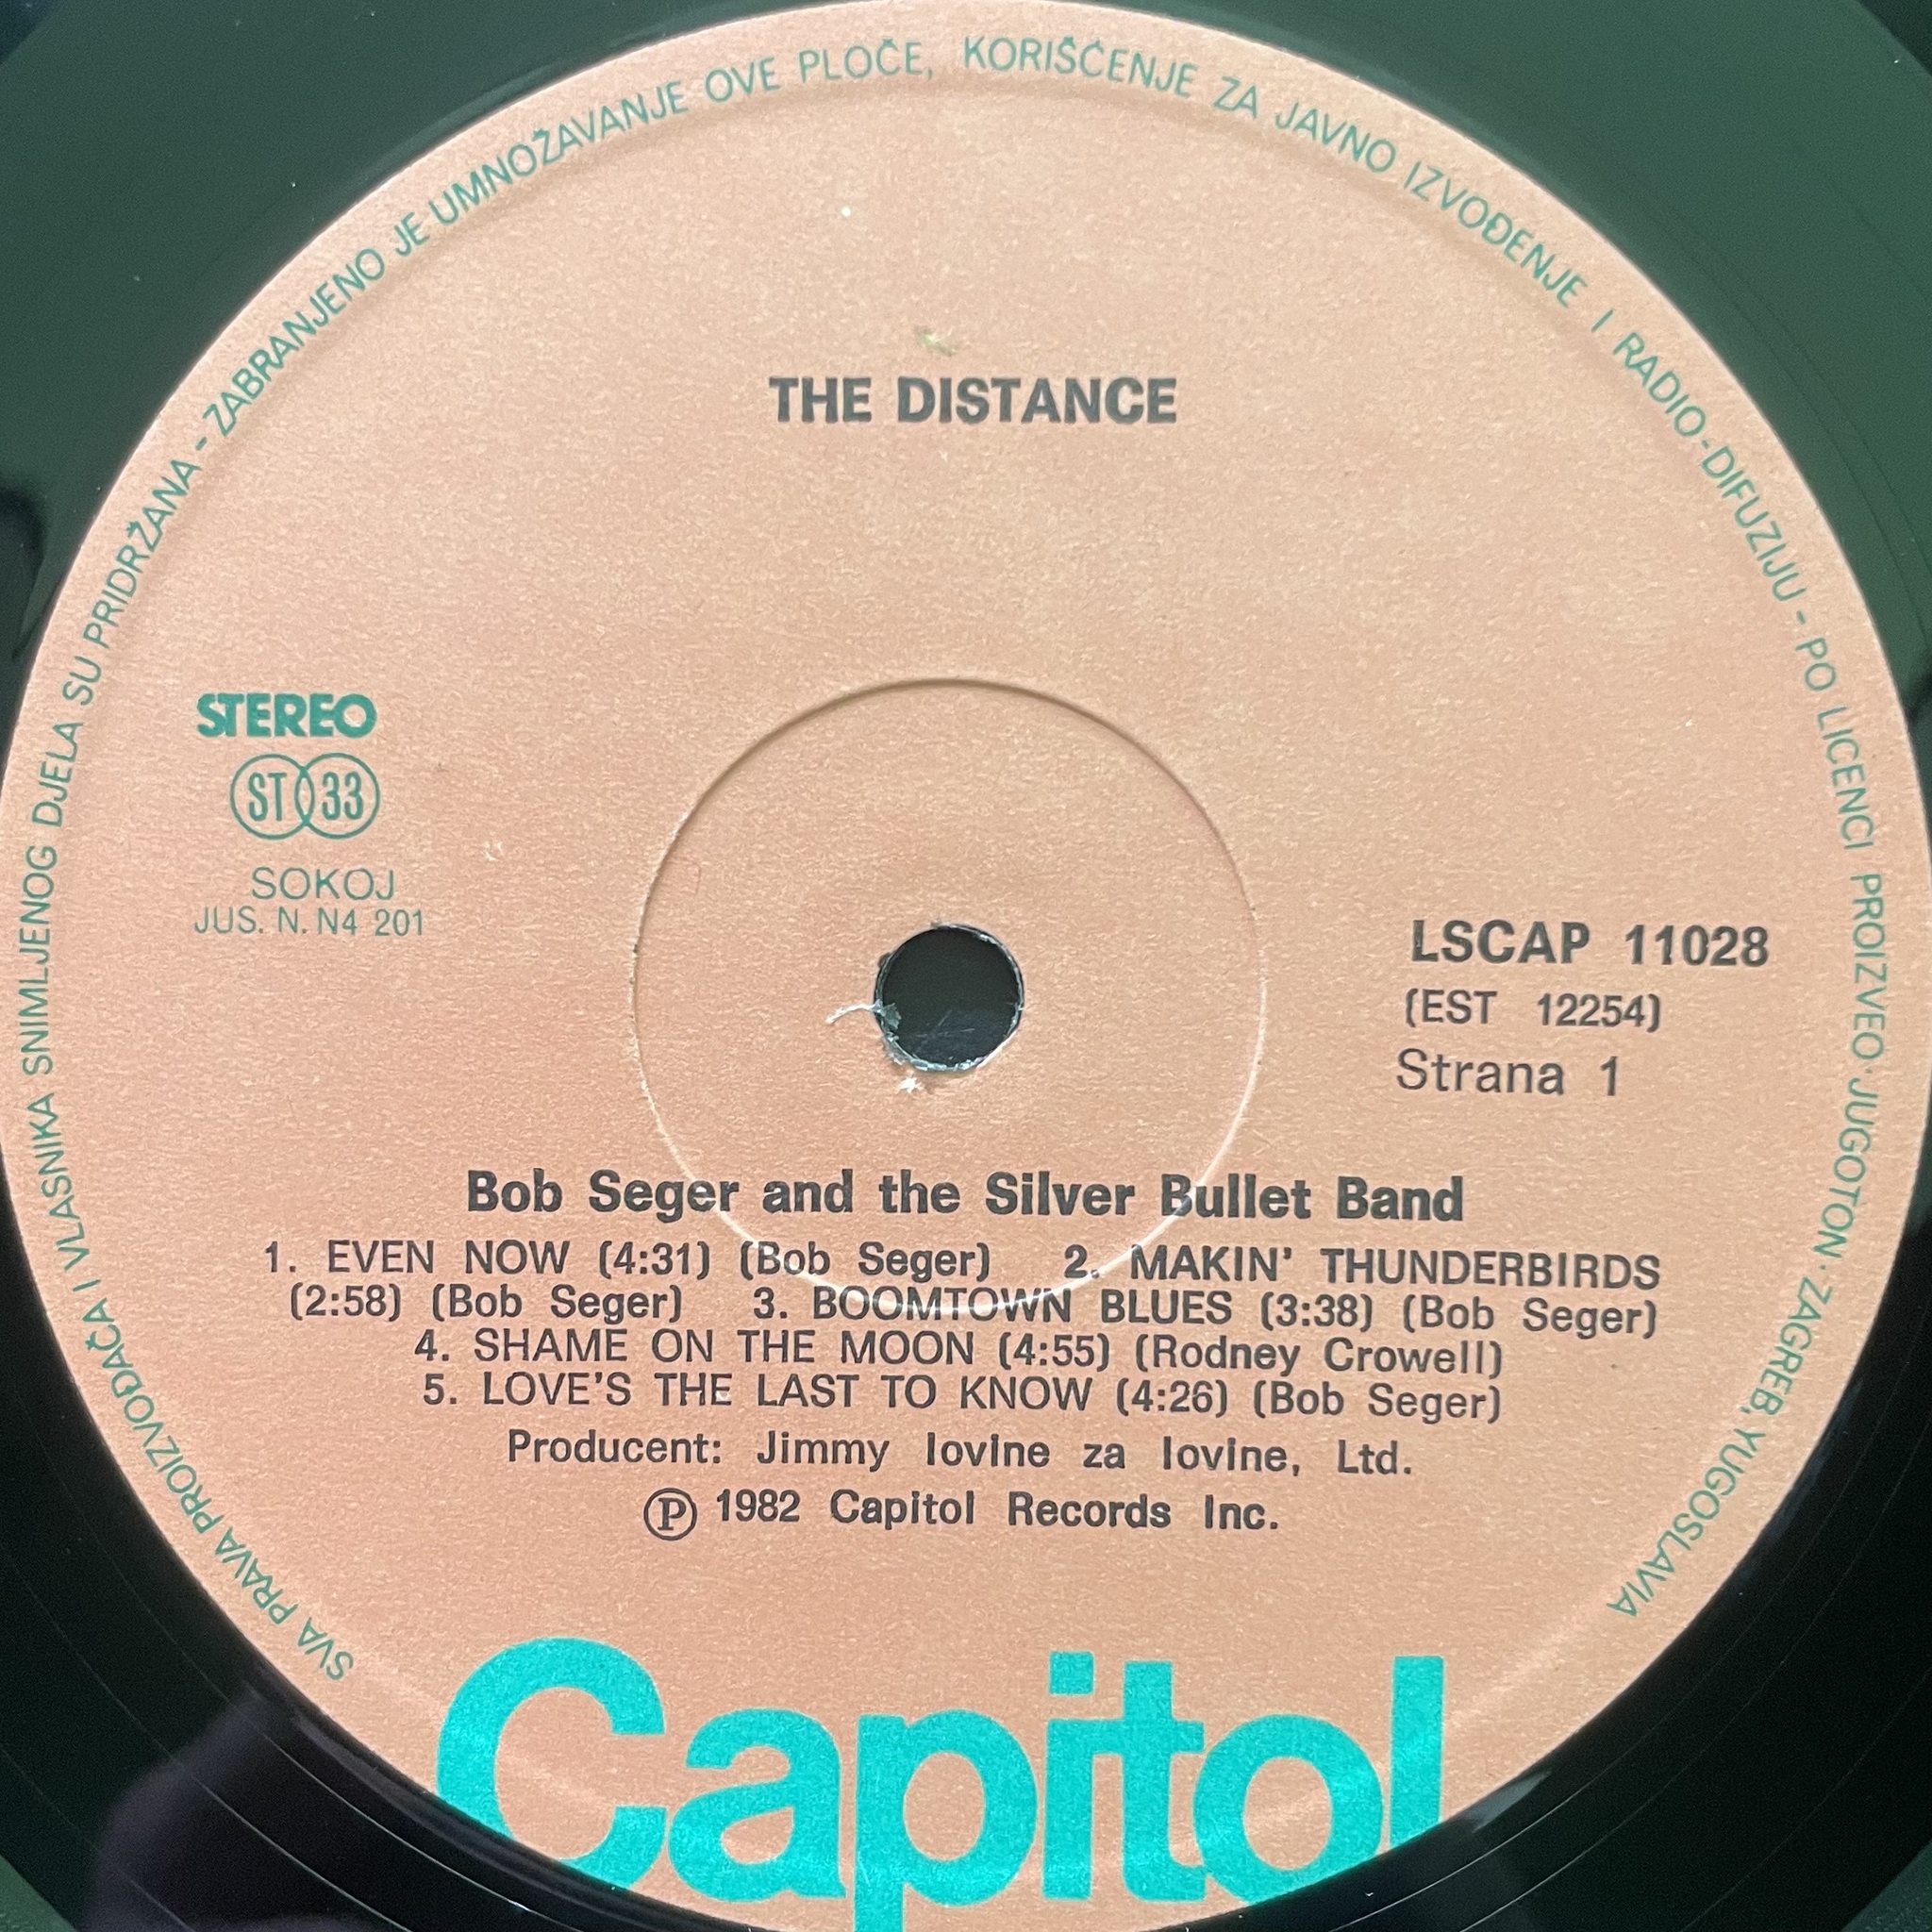 SVA PRAVA PROIZVOĐAČA I VLASNIKA SNIMLJENOG DJELA SU PRIDRŽANA - ZABRANJENO JE UMNOŽAVANJE OVE PLOČE, KORIŠĆENJE ZA JAVNO IZVOĐENJE I RADIO-DIFUZIJU - PO LICENCI PROIZVEO · JUGOTON · ZAGREB, YUGOSLAVIA
THE DISTANCE
STEREO
ST 33
SOKOJ
JUS. N. N4 201
LSCAP 11028
(EST 12254)
Strana 1
Bob Seger and the Silver Bullet Band
1. EVEN NOW (4:31) (Bob Seger) 2. MAKIN' THUNDERBIRDS
(2:58) (Bob Seger) 3. BOOMTOWN BLUES (3:38) (Bob Seger)
4. SHAME ON THE MOON (4:55) (Rodney Crowell)
5. LOVE'S THE LAST TO KNOW (4:26) (Bob Seger)
Producent: Jimmy Iovine za Iovine, Ltd.
Ⓟ 1982 Capitol Records Inc.
Capitol